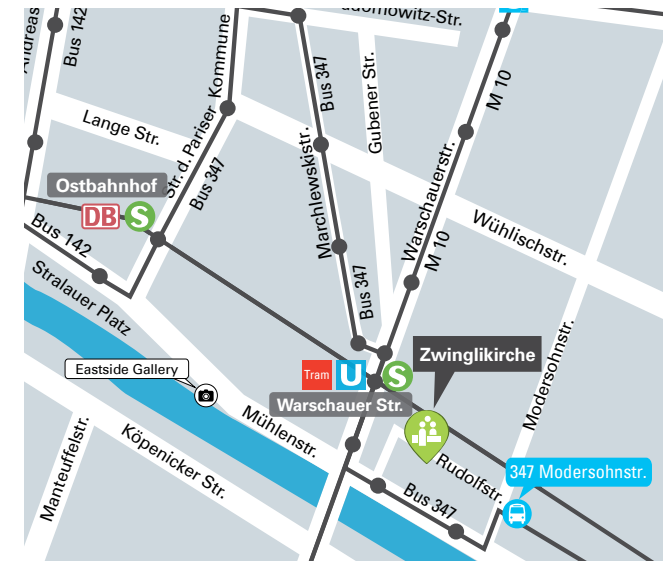 Andreas
Bus 142
Lange Str.
Str. d. Pariser Kommune
Bus 347
Bus 347
Marchlewskistr.
Bus 347
Gubener Str.
Warschauerstr.
M 10
M 10
Wühlischstr.
Modersohnstr.
Ostbahnhof
DB
S
Bus 142
Stralauer Platz
Eastside Gallery
Tram
U
S
Warschauer Str.
Zwinglikirche
Mühlenstr.
Köpenicker Str.
Manteuffelstr.
Rudolfstr.
Bus 347
347 Modersohnstr.